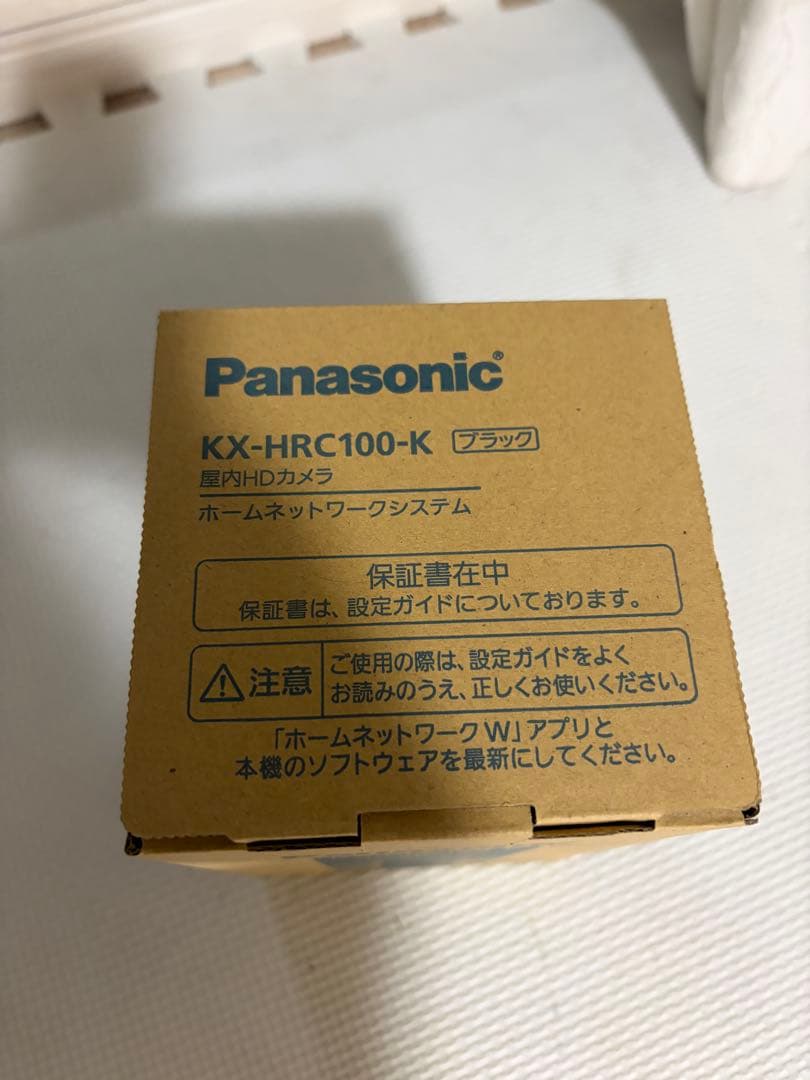 Panasonic®
KX-HRC100-K ブラック
屋内HDカメラ
ホームネットワークシステム
保証書在中
保証書は、設定ガイドについております。
注意
ご使用の際は、設定ガイドをよく
お読みのうえ、正しくお使いください。
「ホームネットワーク W」アプリと
本機のソフトウェアを最新にしてください。